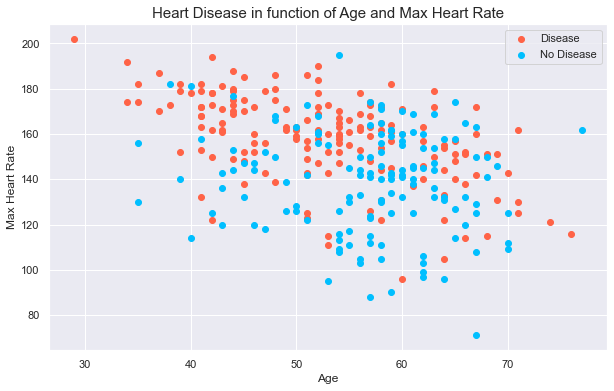 Heart Disease in function of Age and Max Heart Rate
Disease
No Disease
200
180
160
140
120
100
80
Max Heart Rate
30
40
50
60
70
Age